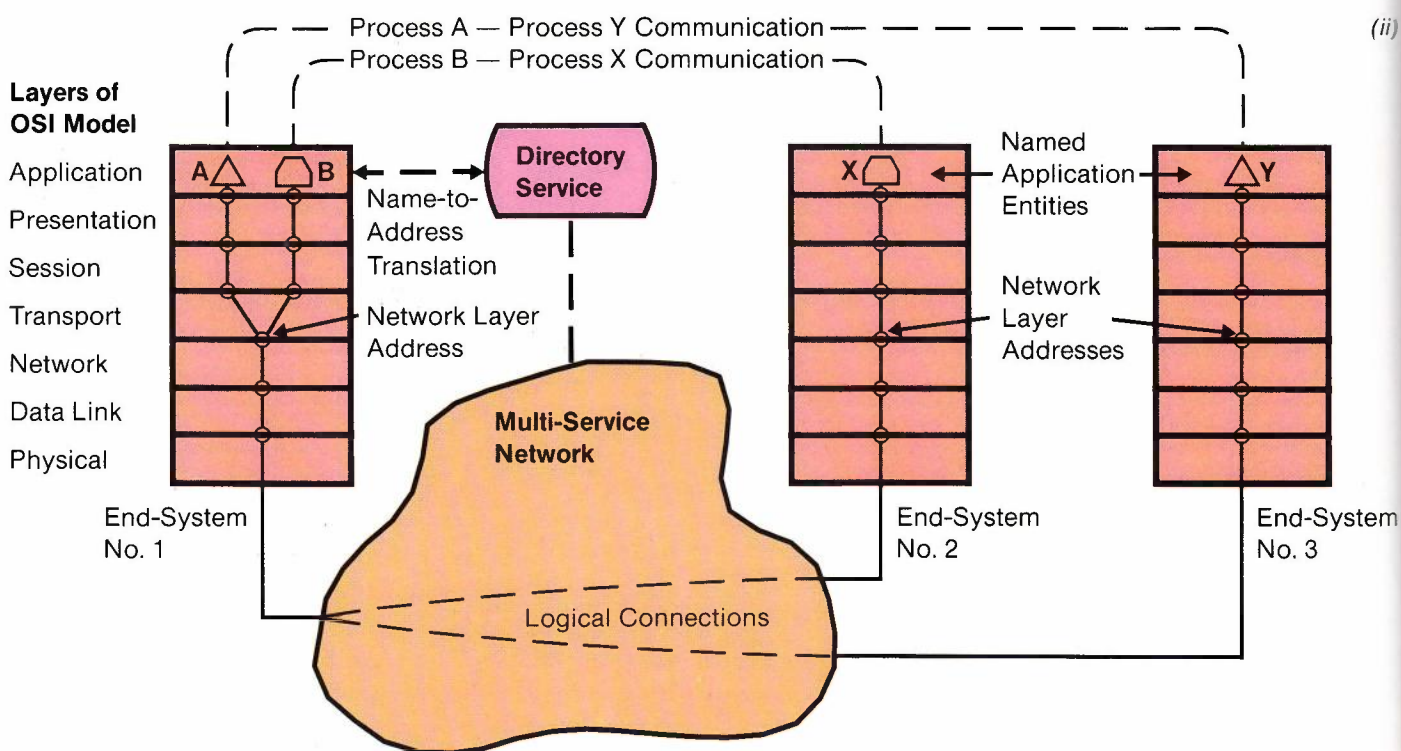 Process A — Process Y Communication
(ii)
Process B — Process X Communication
Layers of
OSI Model
Application
Presentation
Session
Transport
Network
Data Link
Physical
A
B
Directory
Service
Name-to-
Address
Translation
Network Layer
Address
X
Named
Application
Entities
Y
Network
Layer
Addresses
Multi-Service
Network
End-System
No. 1
End-System
No. 2
End-System
No. 3
Logical Connections